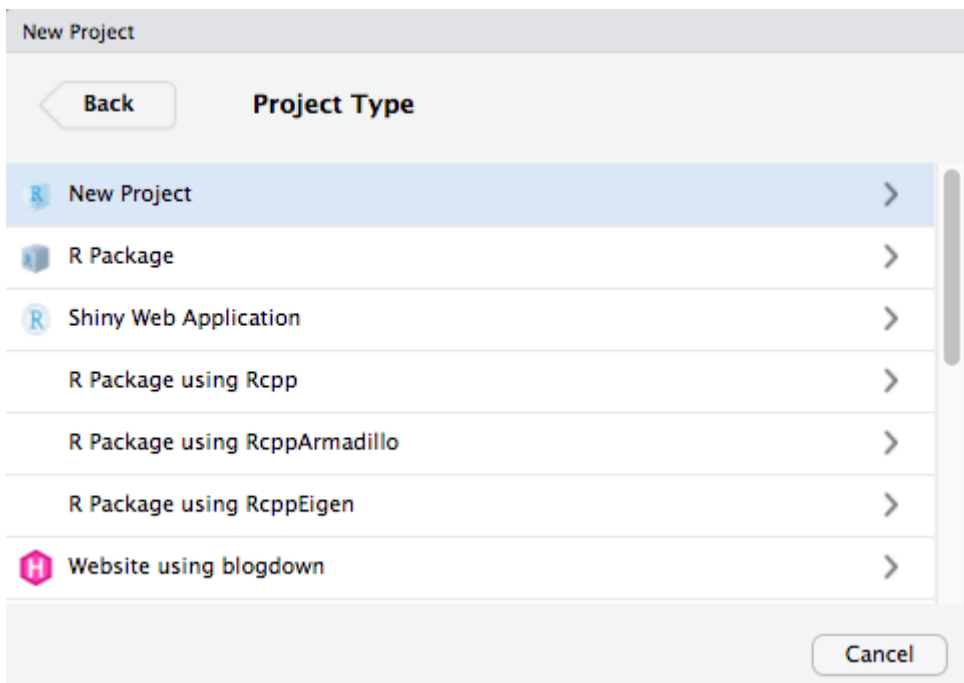 New Project
Back
Project Type
R New Project
R Package
R Shiny Web Application
R Package using Rcpp
R Package using RcppArmadillo
R Package using RcppEigen
H Website using blogdown
Cancel